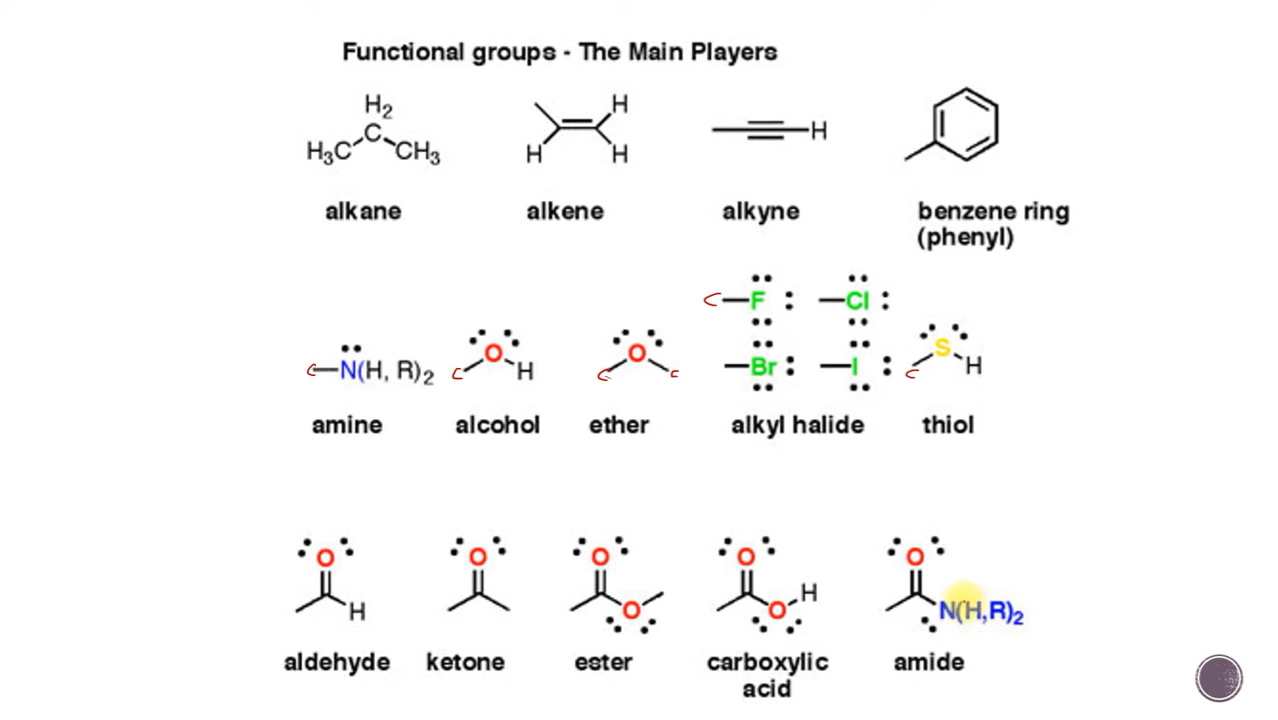 Functional groups - The Main Players
H2
C
H3C CH3
H
H H
H
alkane alkene alkyne benzene ring
(phenyl)
C F Cl
C N(H, R)2 C O H C O C Br I C S H
amine alcohol ether alkyl halide thiol
O O O O O
H O O H N(H,R)2
aldehyde ketone ester carboxylic amide
acid